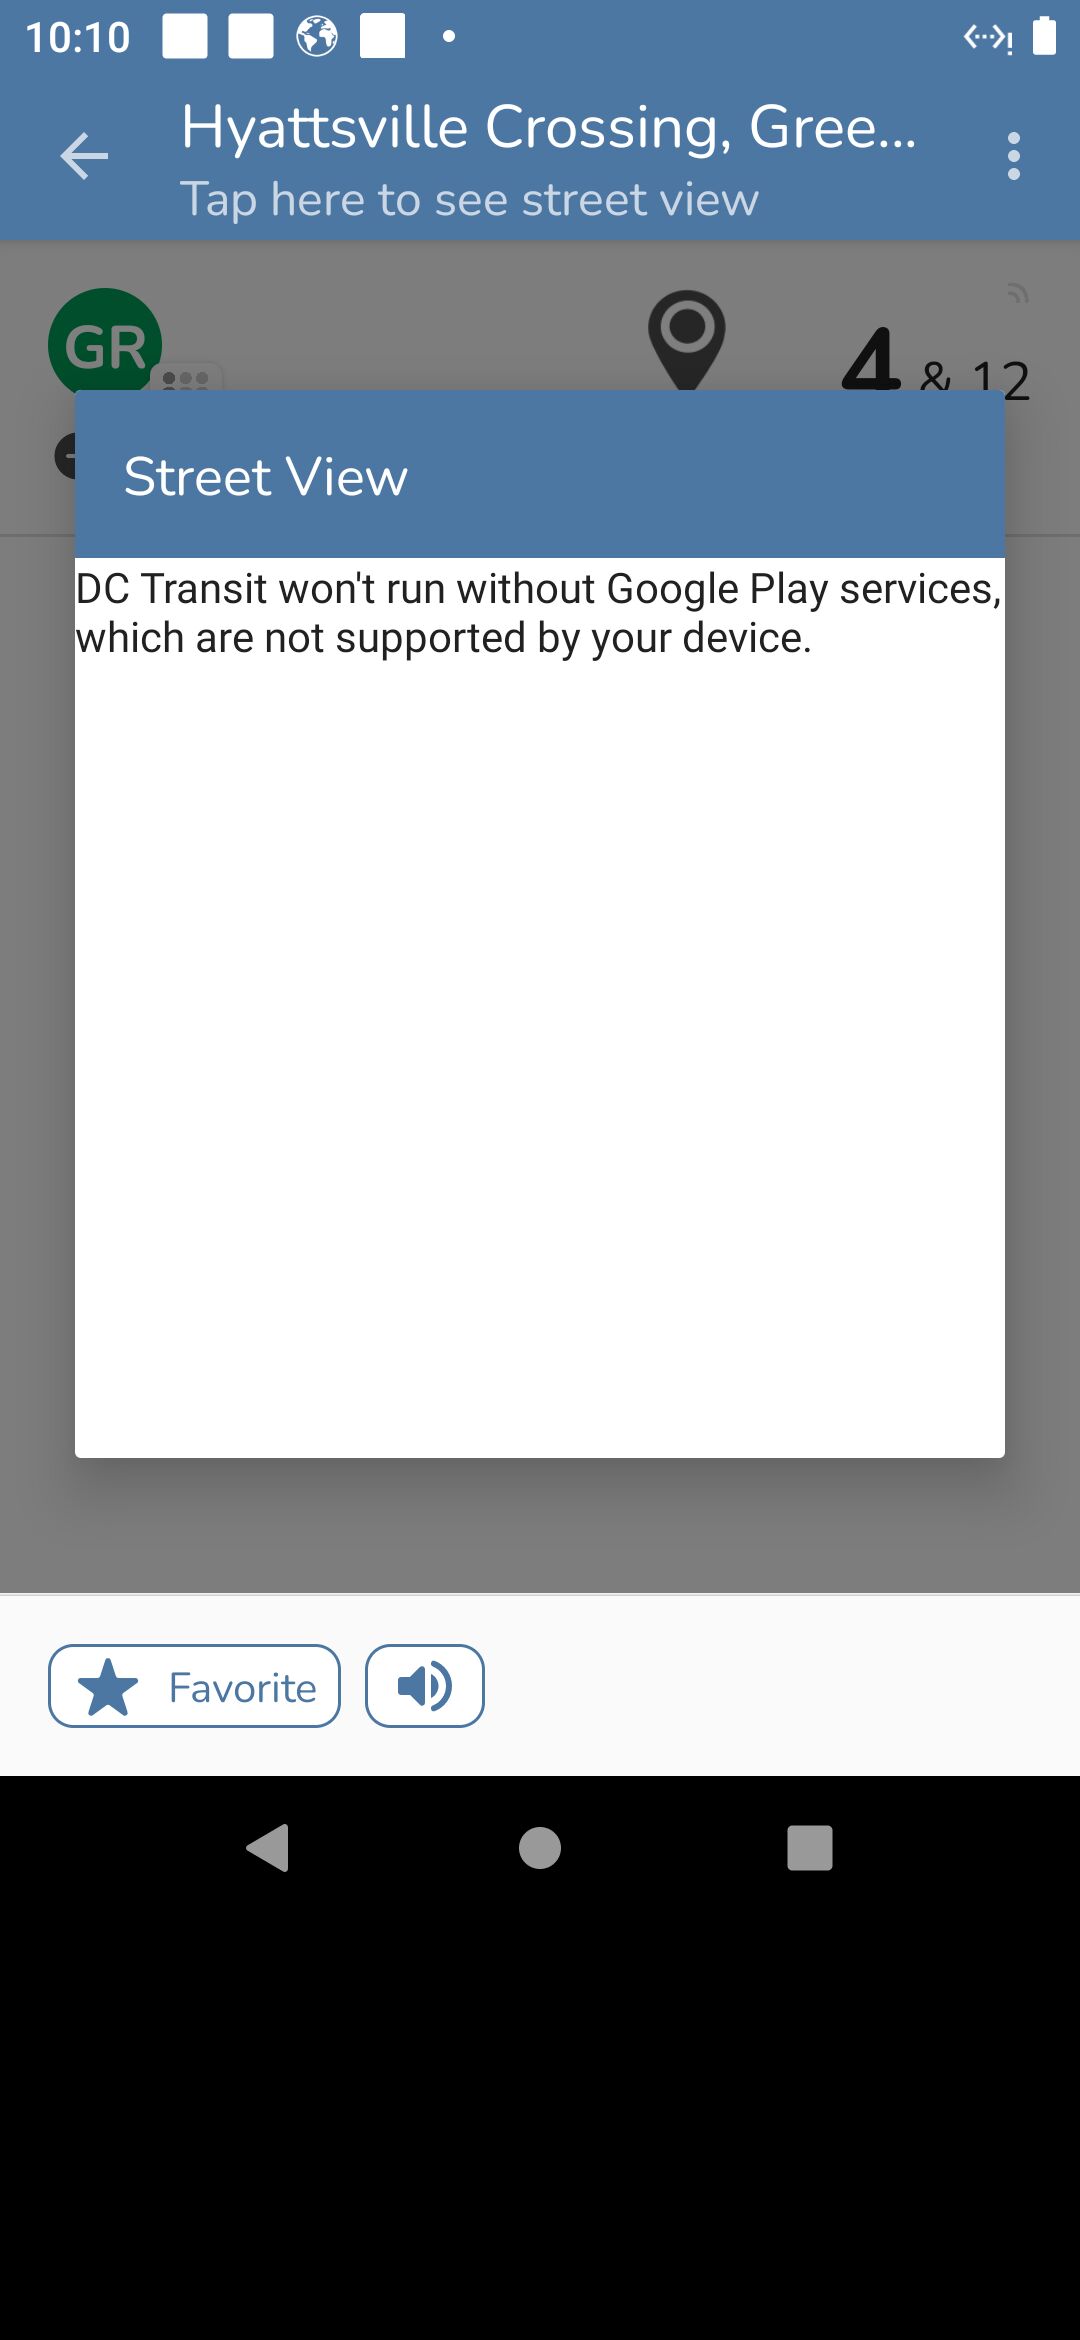 10:10
Hyattsville Crossing, Gree...
Tap here to see street view
GR
4 & 12
Street View
DC Transit won't run without Google Play services,
which are not supported by your device.
Favorite